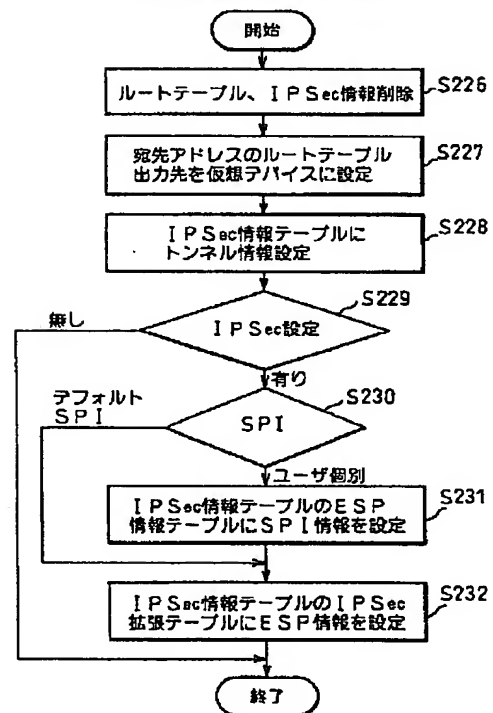 開始
ルートテーブル、IPSec情報削除
S226
宛先アドレスのルートテーブル
出力先を仮想デバイスに設定
S227
IPSec情報テーブルに
トンネル情報設定
S228
IPSec設定
S229
無し
有り
SPI
S230
デフォルト
SPI
ユーザ個別
IPSec情報テーブルのESP
情報テーブルにSPI情報を設定
S231
IPSec情報テーブルのIPSec
拡張テーブルにESP情報を設定
S232
終了